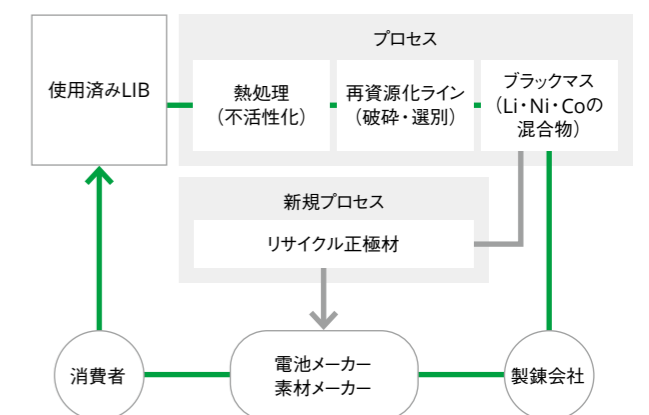 プロセス
使用済みLIB
熱処理
（不活性化）
再資源化ライン
（破砕・選別）
ブラックマス
（Li・Ni・Coの
混合物）
新規プロセス
リサイクル正極材
消費者
電池メーカー
素材メーカー
製錬会社